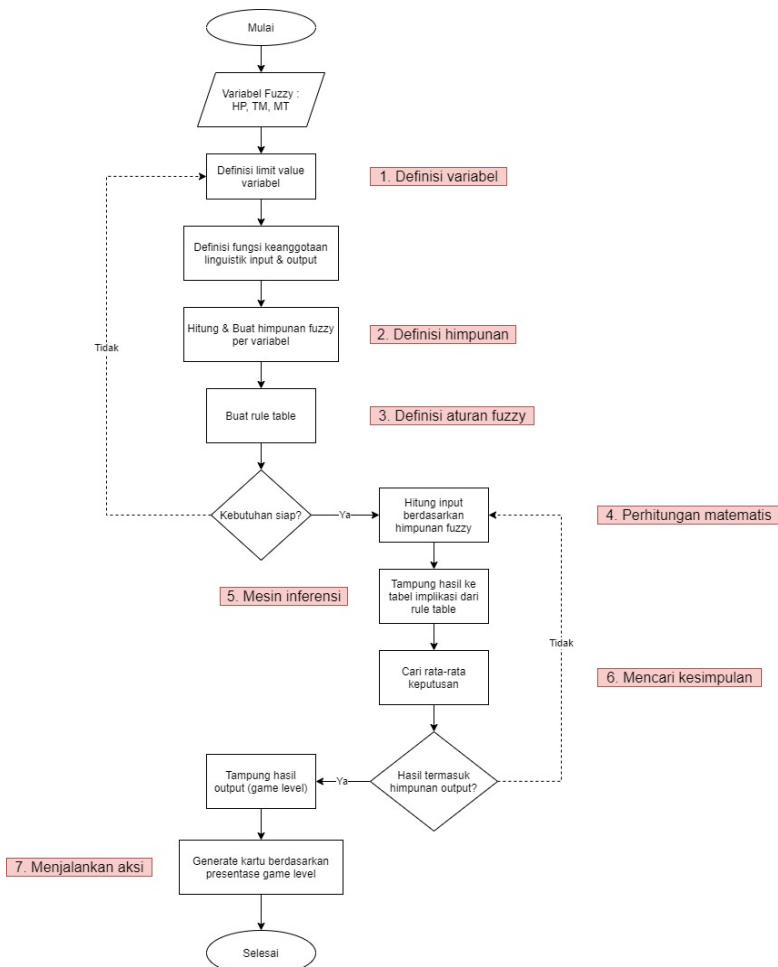 Mulai
Variabel Fuzzy :
HP, TM, MT
Definisi limit value
variabel
1. Definisi variabel
Definisi fungsi keanggotaan
linguistik input & output
Hitung & Buat himpunan fuzzy
per variabel
2. Definisi himpunan
Tidak
Buat rule table
3. Definisi aturan fuzzy
Kebutuhan siap?
Ya
Hitung input
berdasarkan
himpunan fuzzy
4. Perhitungan matematis
5. Mesin inferensi
Tampung hasil ke
tabel implikasi dari
rule table
Tidak
Cari rata-rata
keputusan
6. Mencari kesimpulan
Hasil termasuk
himpunan output?
Ya
Tampung hasil
output (game level)
7. Menjalankan aksi
Generate kartu berdasarkan
presentase game level
Selesai